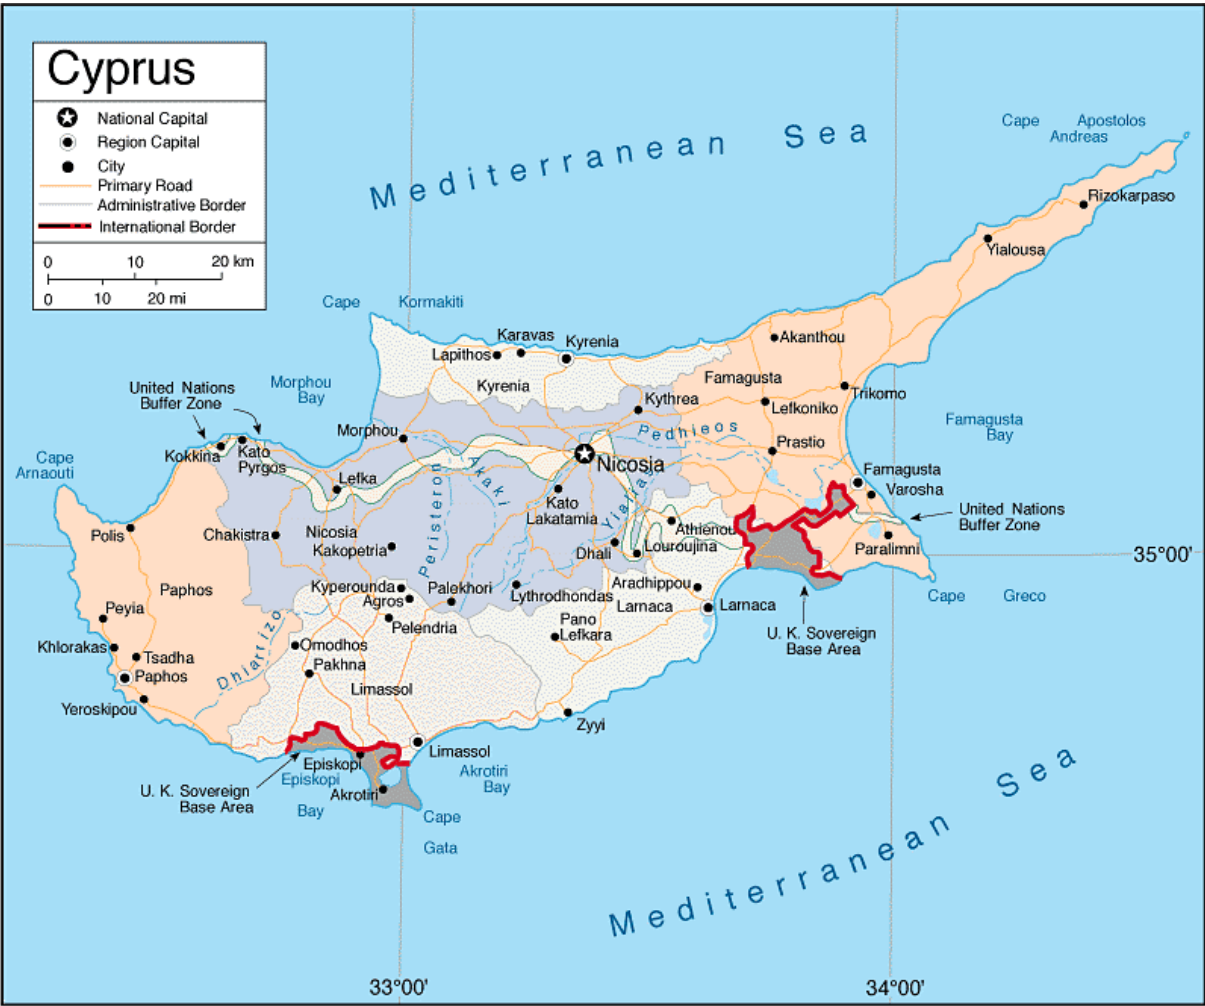 Cyprus
National Capital
Region Capital
City
Primary Road
Administrative Border
International Border
0 10 20 km
0 10 20 mi
Mediterranean Sea
Cape Apostolos
Andreas
Rizokarpaso
Yialousa
Cape Kormakiti
Karavas
Kyrenia
Lapithos
Kyrenia
Akanthou
Famagusta
Trikomo
Lefkoniko
Kythrea
Morphou
Bay
United Nations
Buffer Zone
Morphou
Pedhieos
Prastio
Famagusta
Bay
Kokkina
Kato
Pyrgos
Cape
Arnaouti
Nicosia
Lefka
Akaki
Peristeron
Yialias
Famagusta
Varosha
United Nations
Buffer Zone
Kato
Lakatamia
Polis
Chakistra
Nicosia
Kakopetria
Athienou
Dhali
Louroujina
Paralimni
35°00'
Paphos
Kyperounda
Agros
Palekhori
Lythrodhondas
Aradhippou
Larnaca
Larnaca
Cape Greco
Peyia
Pelendria
Pano
Lefkara
U. K. Sovereign
Base Area
Khlorakas
Tsadha
Paphos
Dhiartizo
Omodhos
Pakhna
Limassol
Yeroskipou
Zyyi
Limassol
Episkopi
U. K. Sovereign
Base Area
Episkopi
Bay
Akrotiri
Akrotiri
Bay
Cape
Gata
Mediterranean Sea
33°00'
34°00'